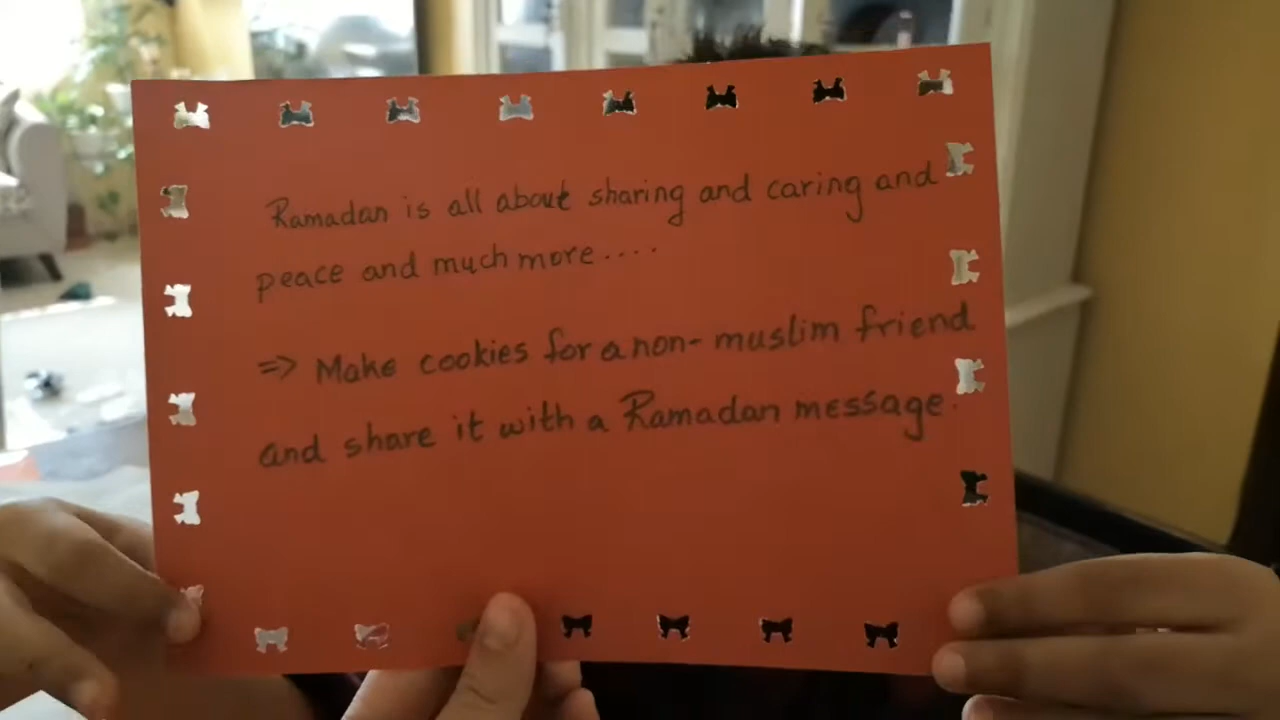 Ramadan is all about sharing and caring and
peace and much more....
=> Make cookies for a non-muslim friend
and share it with a Ramadan message.